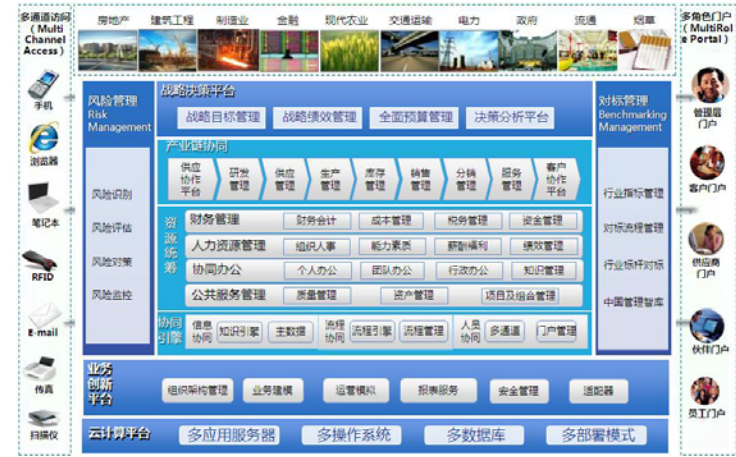 多通道访问
（Multi
Channel
Access）
房地产 建筑工程 制造业 金融 现代农业 交通运输 电力 政府 流通 烟草
多角色门户
（MultiRol
e Portal）
手机
浏览器
笔记本
RFID
E-mail
传真
扫描仪
风险管理
Risk
Management
风险识别
风险评估
风险对策
风险监控
战略决策平台
战略目标管理 战略绩效管理 全面预算管理 决策分析平台
产业链协同
供应
协作
平台
研发
管理
供应
管理
生产
管理
库存
管理
销售
管理
分销
管理
服务
管理
客户
协作
平台
资源统筹
财务管理 财务会计 成本管理 税务管理 资金管理
人力资源管理 组织人事 能力素质 薪酬福利 绩效管理
协同办公 个人办公 团队办公 行政办公 知识管理
公共服务管理 质量管理 资产管理 项目及组合管理
协同
引擎
信息
协同
知识引擎 主数据
流程
协同
流程引擎 流程管理
人员
协同
多通道 门户管理
对标管理
Benchmarking
Management
行业指标管理
对标流程管理
行业标杆对标
中国管理智库
管理层
门户
客户门户
供应商
门户
伙伴门户
员工门户
业务
创新
平台
组织架构管理 业务建模 运营模拟 报表服务 安全管理 适配器
云计算平台 多应用服务器 多操作系统 多数据库 多部署模式